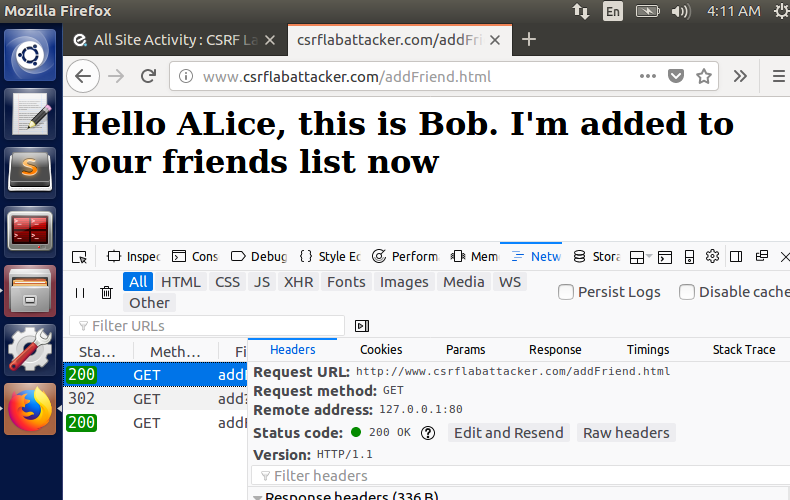 Mozilla Firefox
En
4:11 AM
All Site Activity : CSRF La
csrflabattacker.com/addFri
www.csrflabattacker.com/addFriend.html
Hello ALice, this is Bob. I'm added to
your friends list now
Inspec Cons Debug Style Ec Perform Mem Netw Stora
All HTML CSS JS XHR Fonts Images Media WS
Other
Persist Logs Disable cache
Filter URLs
Sta… Meth… Fi
Headers Cookies Params Response Timings Stack Trace
200 GET addF
302 GET add?
200 GET addF
Request URL: http://www.csrflabattacker.com/addFriend.html
Request method: GET
Remote address: 127.0.0.1:80
Status code: 200 OK Edit and Resend Raw headers
Version: HTTP/1.1
Filter headers
Response headers (336 B)